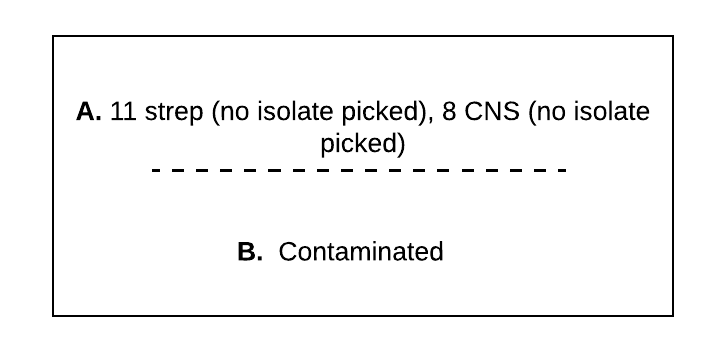 A. 11 strep (no isolate picked), 8 CNS (no isolate
picked)
B. Contaminated